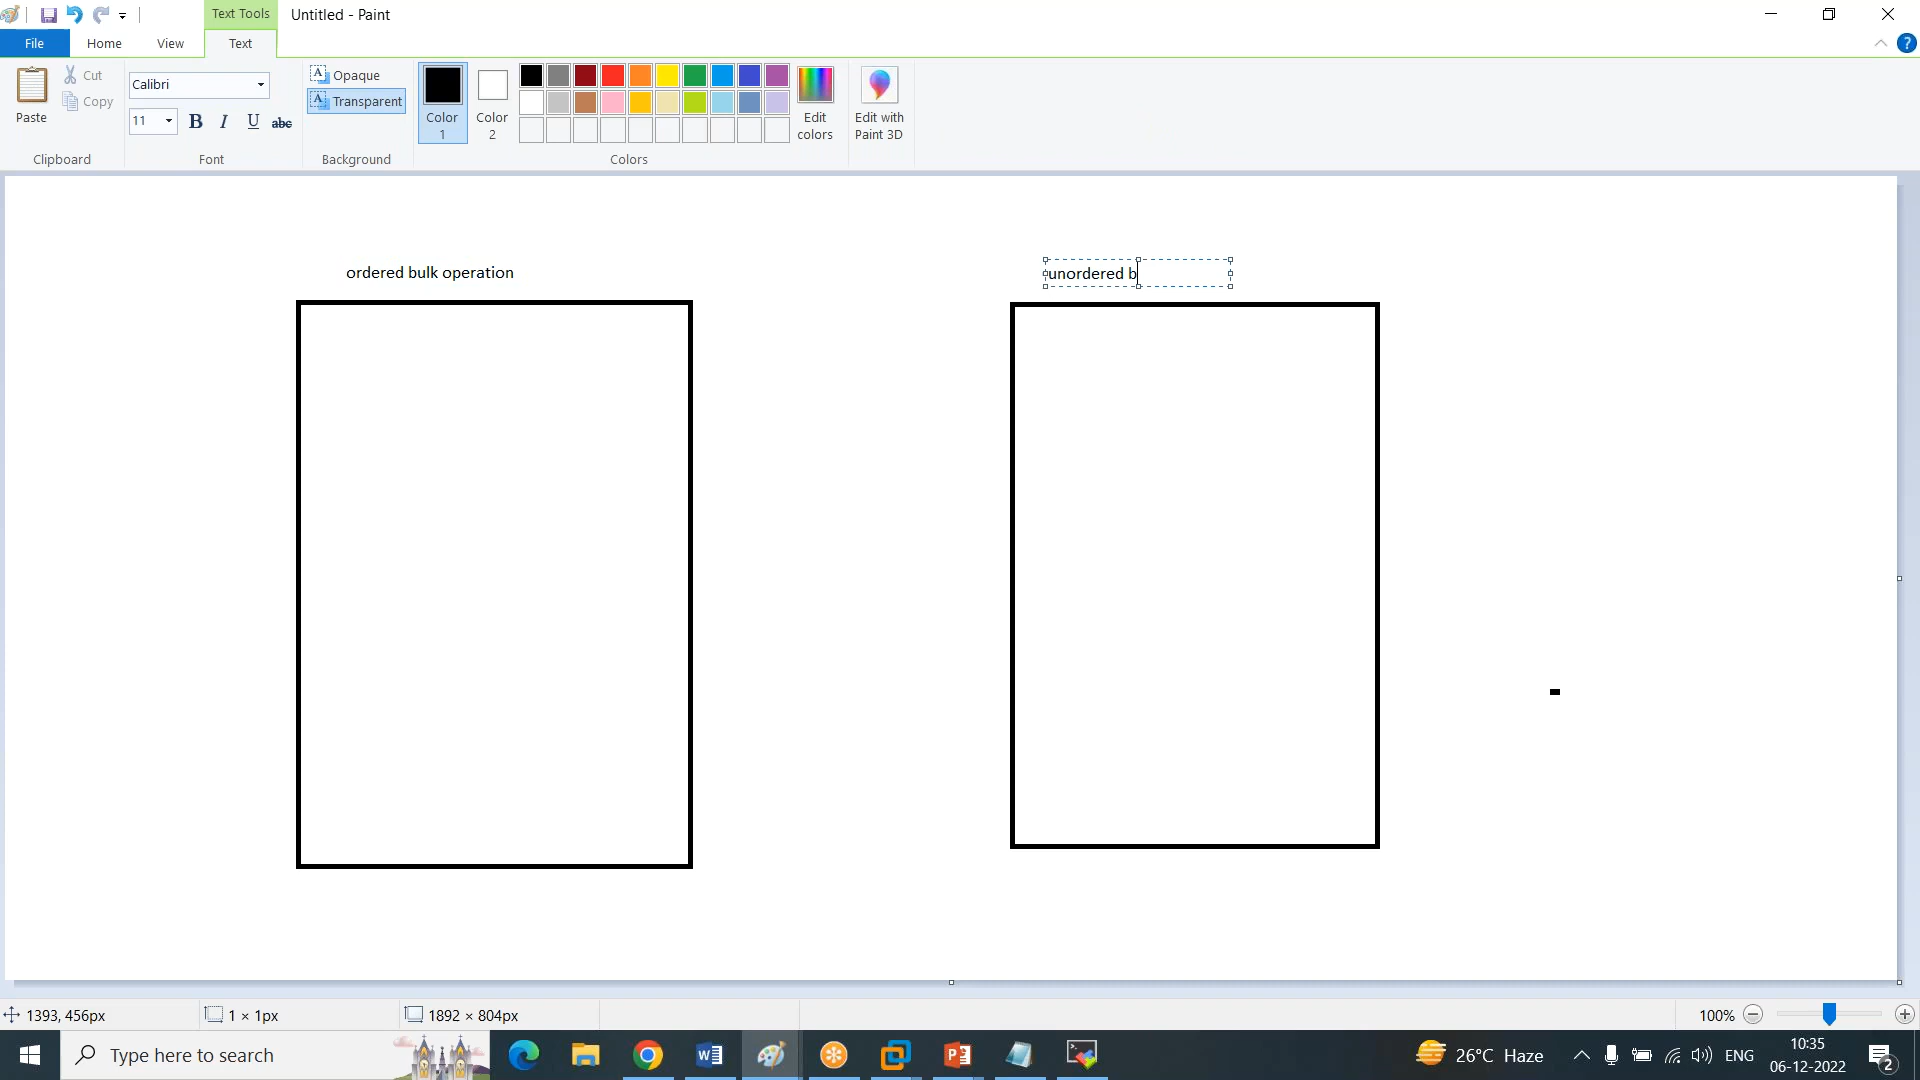 Text Tools
Untitled - Paint
File
Home
View
Text
Paste
Cut
Copy
Clipboard
Calibri
11
B I U abc
Font
Opaque
Transparent
Background
Color
1
Color
2
Edit
colors
Colors
Edit with
Paint 3D
ordered bulk operation
unordered b
1393, 456px
1 × 1px
1892 × 804px
100%
Type here to search
26°C Haze
ENG
10:35
06-12-2022
2